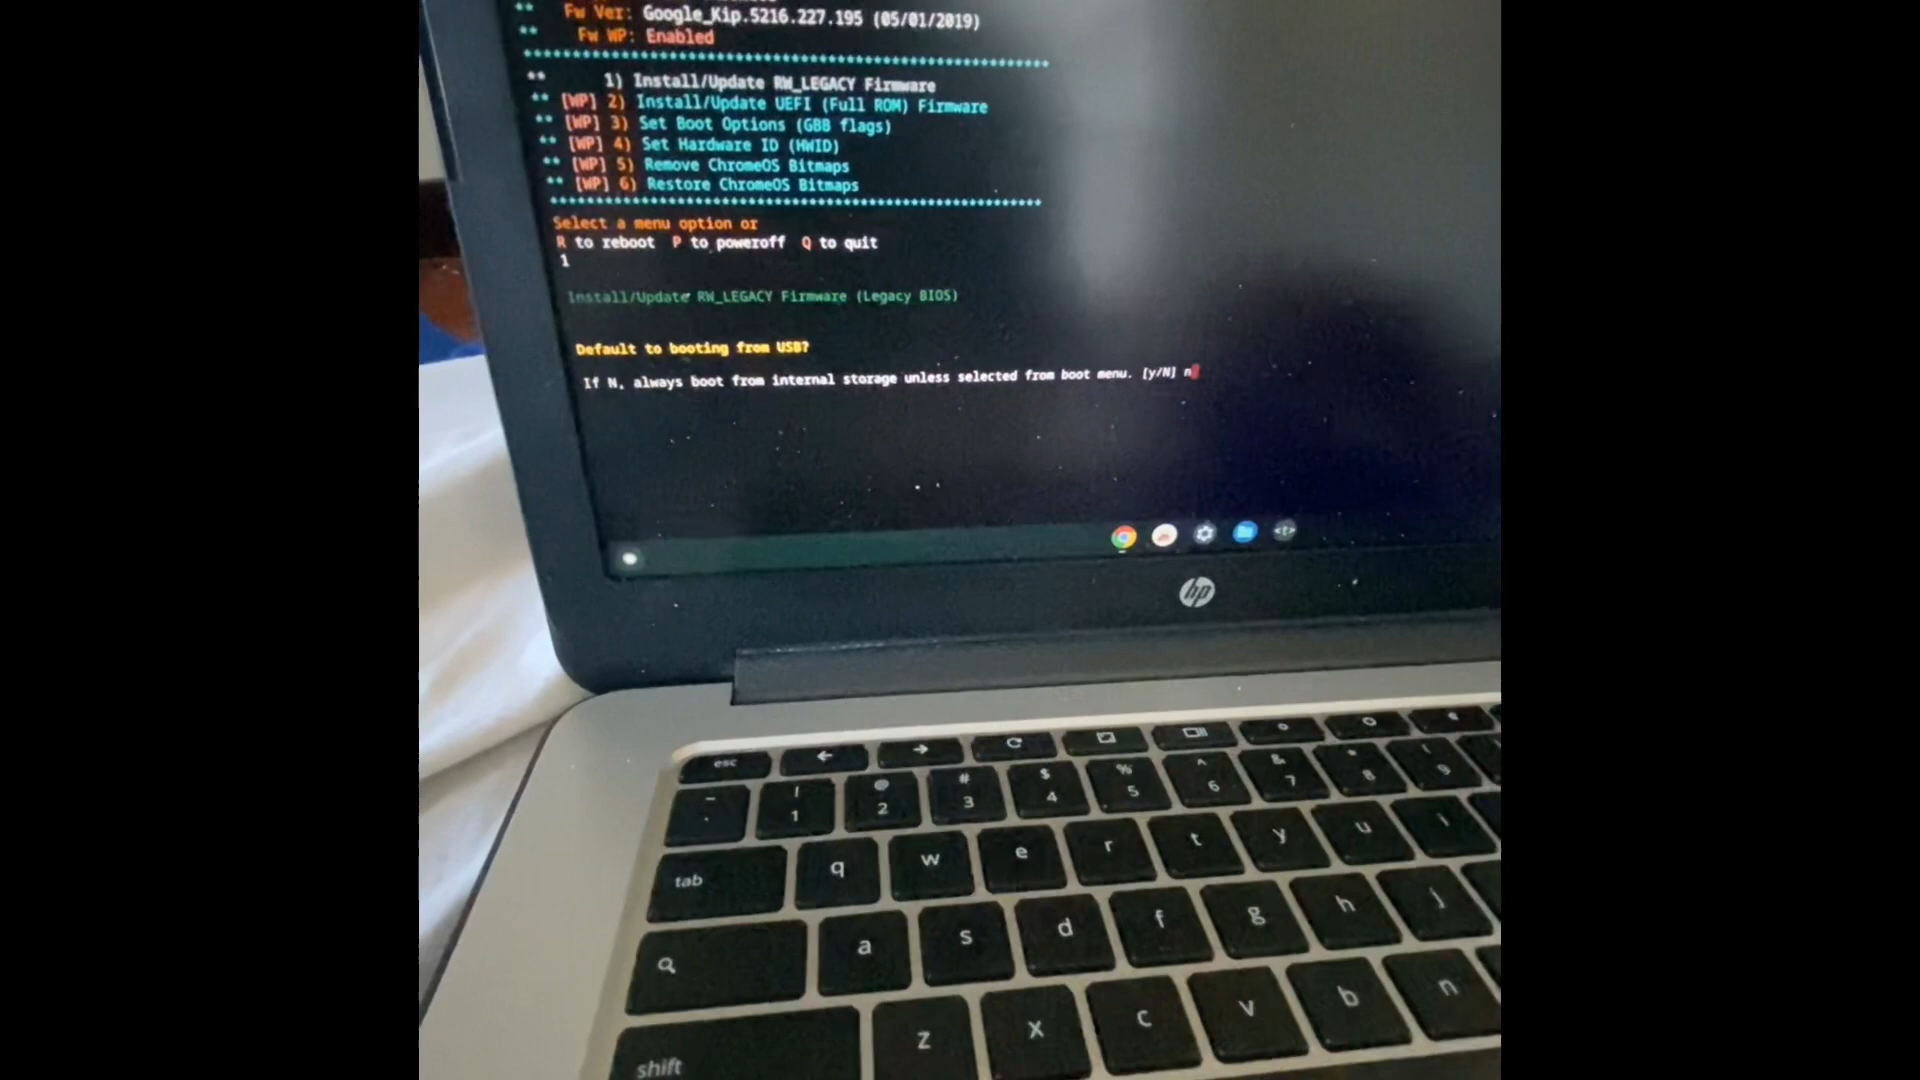 ** Fw Ver: Google_Kip.5216.227.195 (05/01/2019)
** Fw WP: Enabled
** 1) Install/Update RW_LEGACY Firmware
** [WP] 2) Install/Update UEFI (Full ROM) Firmware
** [WP] 3) Set Boot Options (GBB flags)
** [WP] 4) Set Hardware ID (HWID)
** [WP] 5) Remove ChromeOS Bitmaps
** [WP] 6) Restore ChromeOS Bitmaps
Select a menu option or
R to reboot P to poweroff Q to quit
1
Install/Update RW_LEGACY Firmware (Legacy BIOS)
Default to booting from USB?
If N, always boot from internal storage unless selected from boot menu. [y/N] n
hp
esc
! @ # $ % ^ & * (
1 2 3 4 5 6 7 8 9
tab q w e r t y u i
a s d f g h j
shift z x c v b n